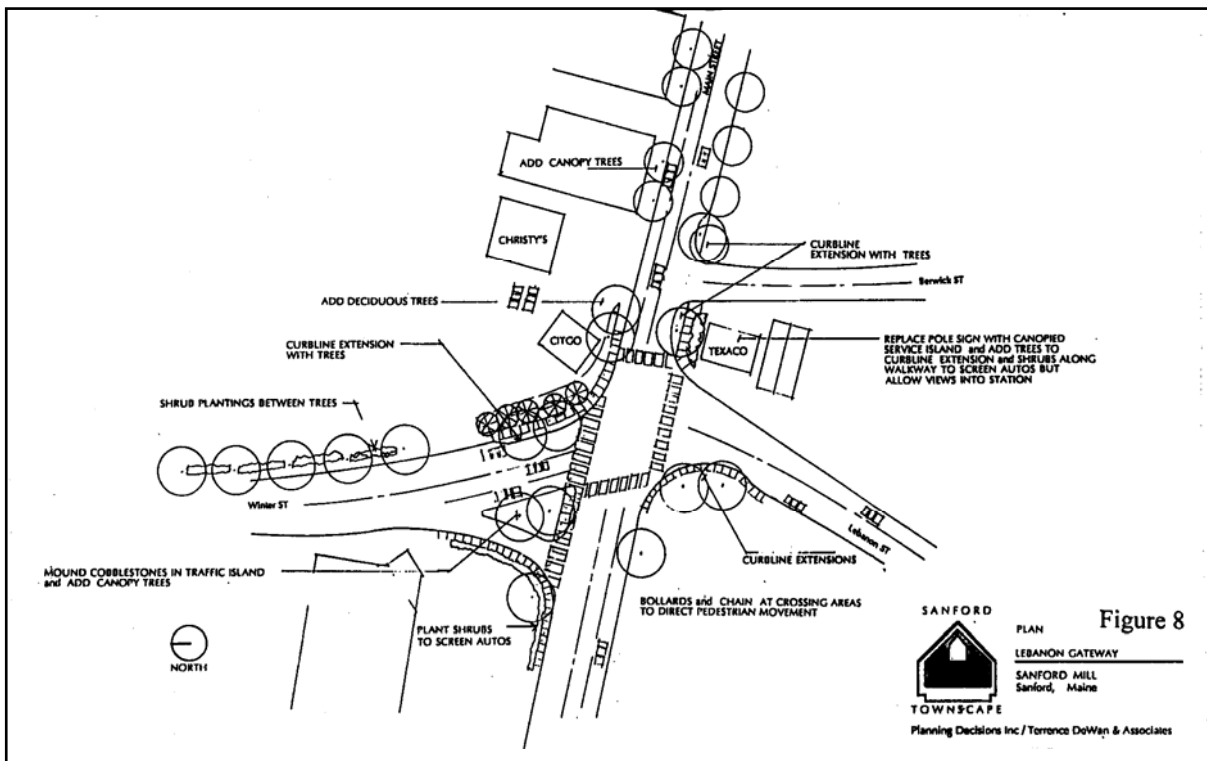 MAIN STREET
ADD CANOPY TREES
CHRISTY'S
CURBLINE
EXTENSION WITH TREES
Berwick ST
ADD DECIDUOUS TREES
CITGO
TEXACO
CURBLINE EXTENSION
WITH TREES
REPLACE POLE SIGN WITH CANOPIED
SERVICE ISLAND and ADD TREES TO
CURBLINE EXTENSION and SHRUBS ALONG
WALKWAY TO SCREEN AUTOS BUT
ALLOW VIEWS INTO STATION
SHRUB PLANTINGS BETWEEN TREES
Winter ST
Lebanon ST
CURBLINE EXTENSIONS
MOUND COBBLESTONES IN TRAFFIC ISLAND
and ADD CANOPY TREES
BOLLARDS and CHAIN AT CROSSING AREAS
TO DIRECT PEDESTRIAN MOVEMENT
PLANT SHRUBS
TO SCREEN AUTOS
NORTH
SANFORD
TOWNSCAPE
PLAN
Figure 8
LEBANON GATEWAY
SANFORD MILL
Sanford, Maine
Planning Decisions Inc / Terrence DeWan & Associates